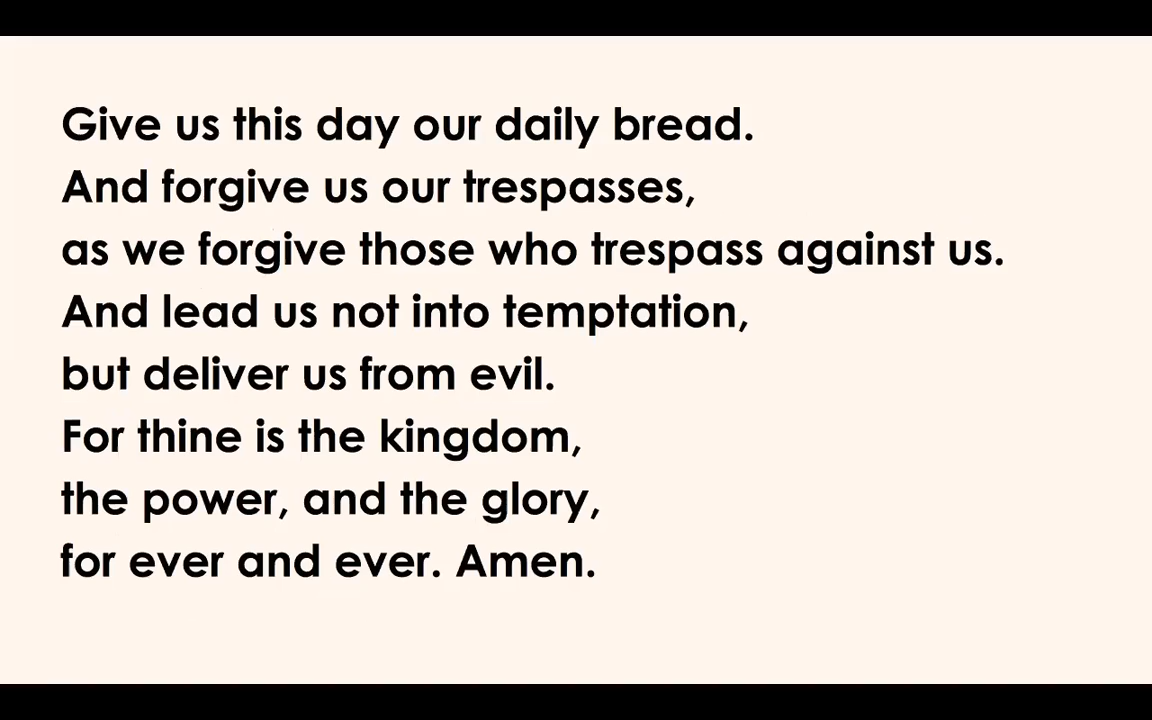 Give us this day our daily bread.
And forgive us our trespasses,
as we forgive those who trespass against us.
And lead us not into temptation,
but deliver us from evil.
For thine is the kingdom,
the power, and the glory,
for ever and ever. Amen.